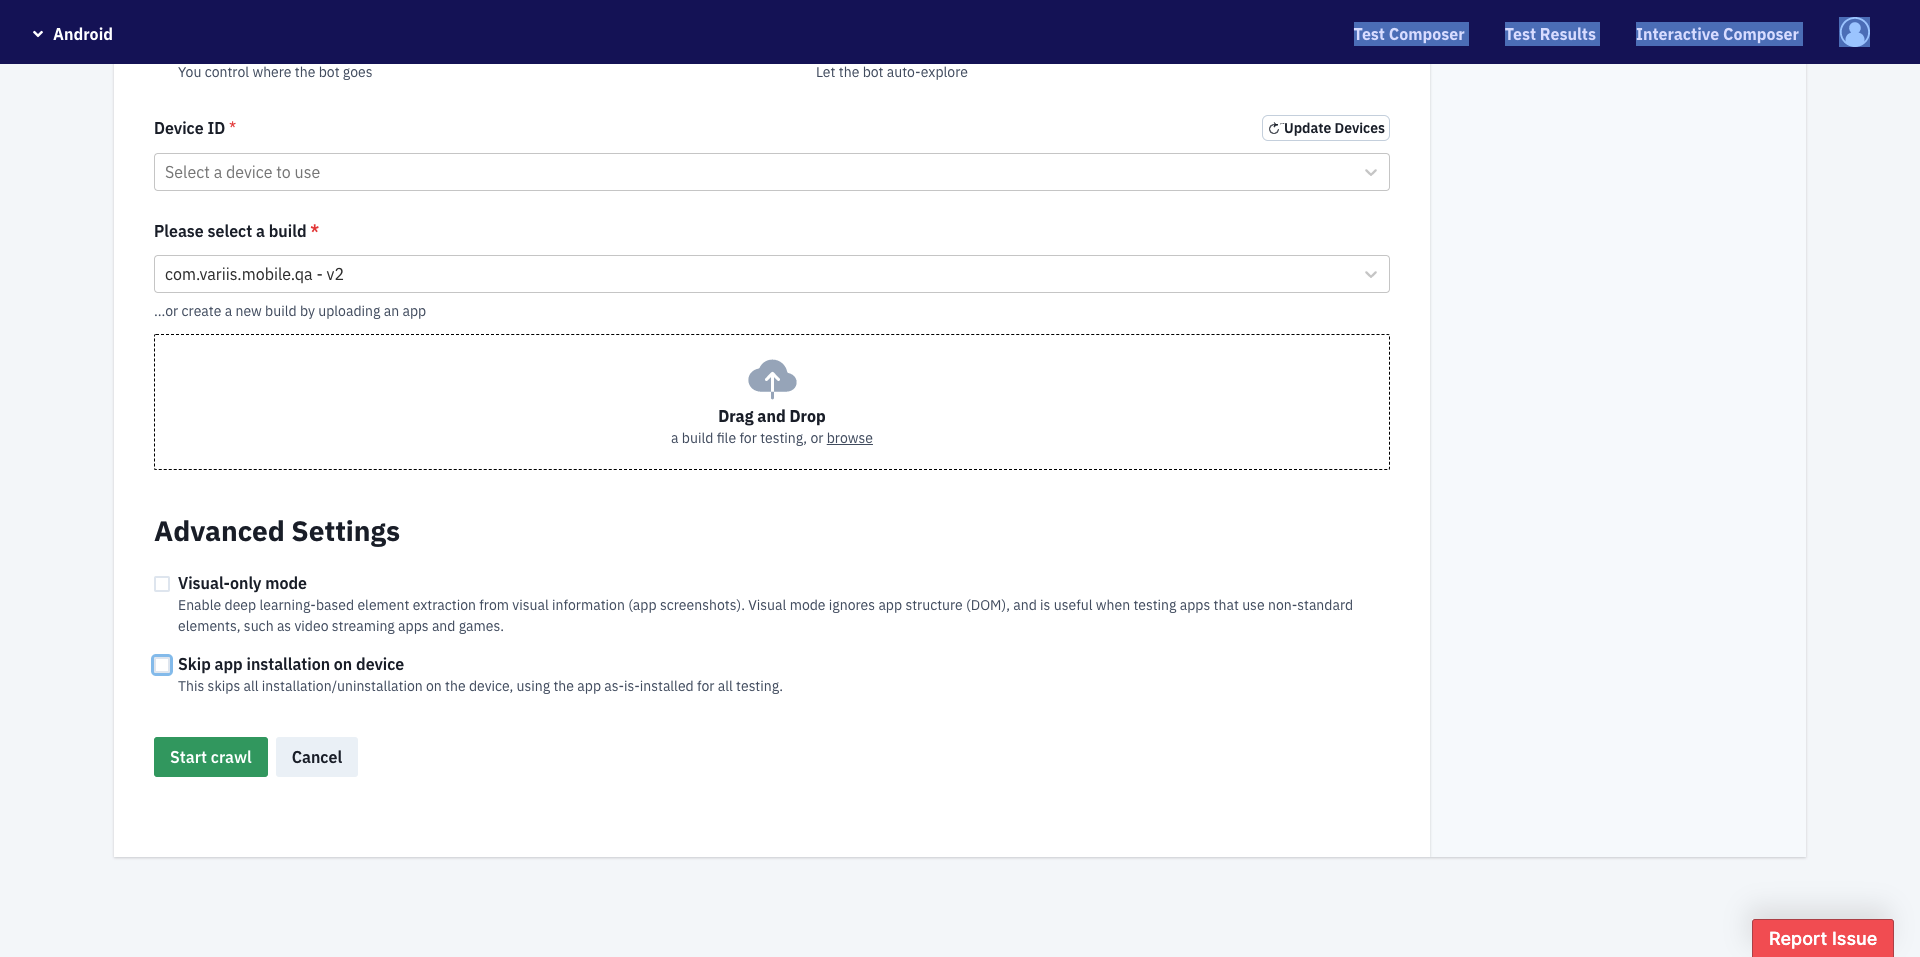 Android
Test Composer
Test Results
Interactive Composer
You control where the bot goes
Let the bot auto-explore
Device ID *
Update Devices
Select a device to use
Please select a build *
com.variis.mobile.qa - v2
...or create a new build by uploading an app
Drag and Drop
a build file for testing, or browse
Advanced Settings
Visual-only mode
Enable deep learning-based element extraction from visual information (app screenshots). Visual mode ignores app structure (DOM), and is useful when testing apps that use non-standard
elements, such as video streaming apps and games.
Skip app installation on device
This skips all installation/uninstallation on the device, using the app as-is-installed for all testing.
Start crawl
Cancel
Report Issue